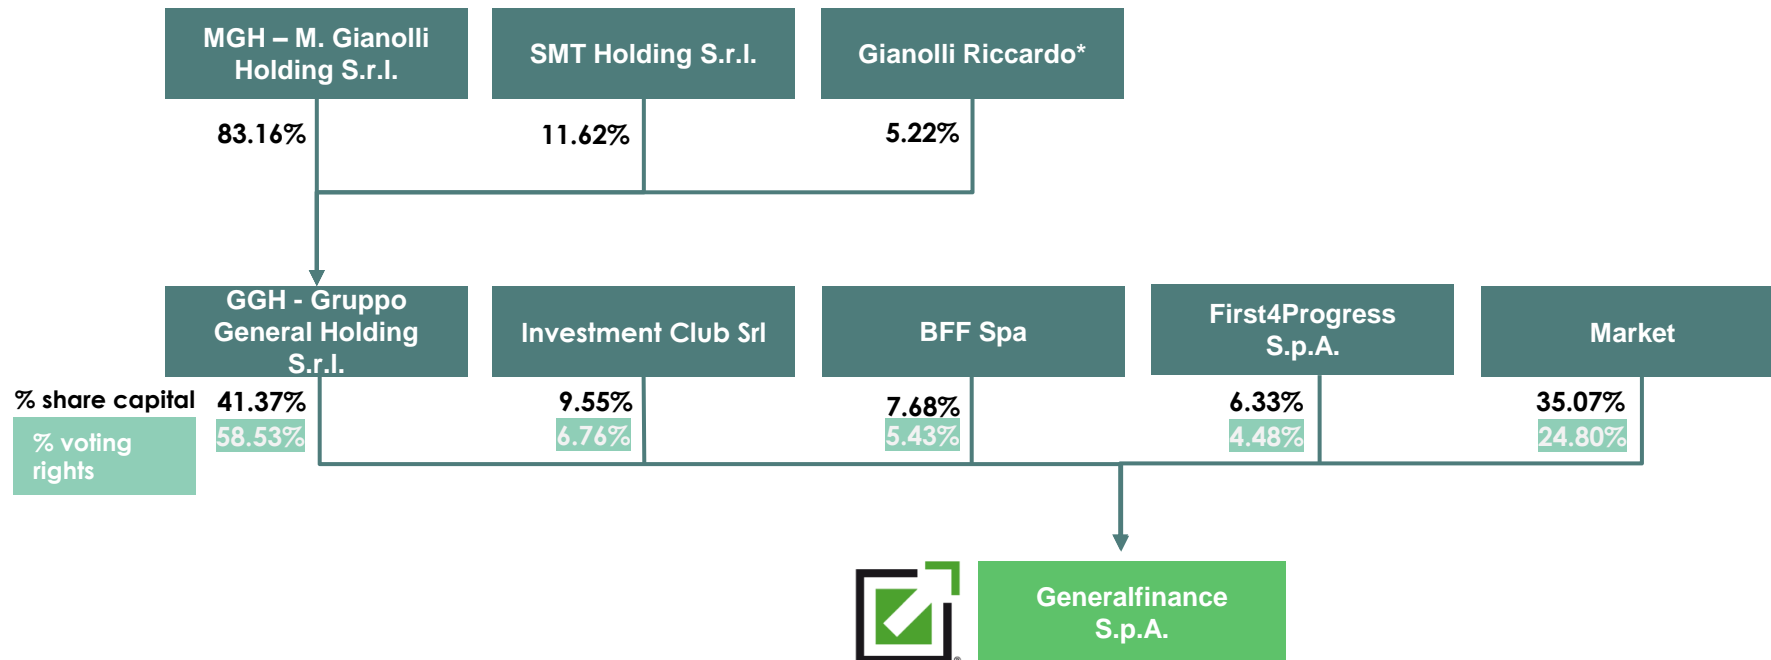 MGH – M. Gianolli
Holding S.r.l.
SMT Holding S.r.l.
Gianolli Riccardo*
83.16%
11.62%
5.22%
GGH - Gruppo
General Holding
S.r.l.
Investment Club Srl
BFF Spa
First4Progress
S.p.A.
Market
% share capital
41.37%
9.55%
7.68%
6.33%
35.07%
% voting
rights
58.53%
6.76%
5.43%
4.48%
24.80%
Generalfinance
S.p.A.
®